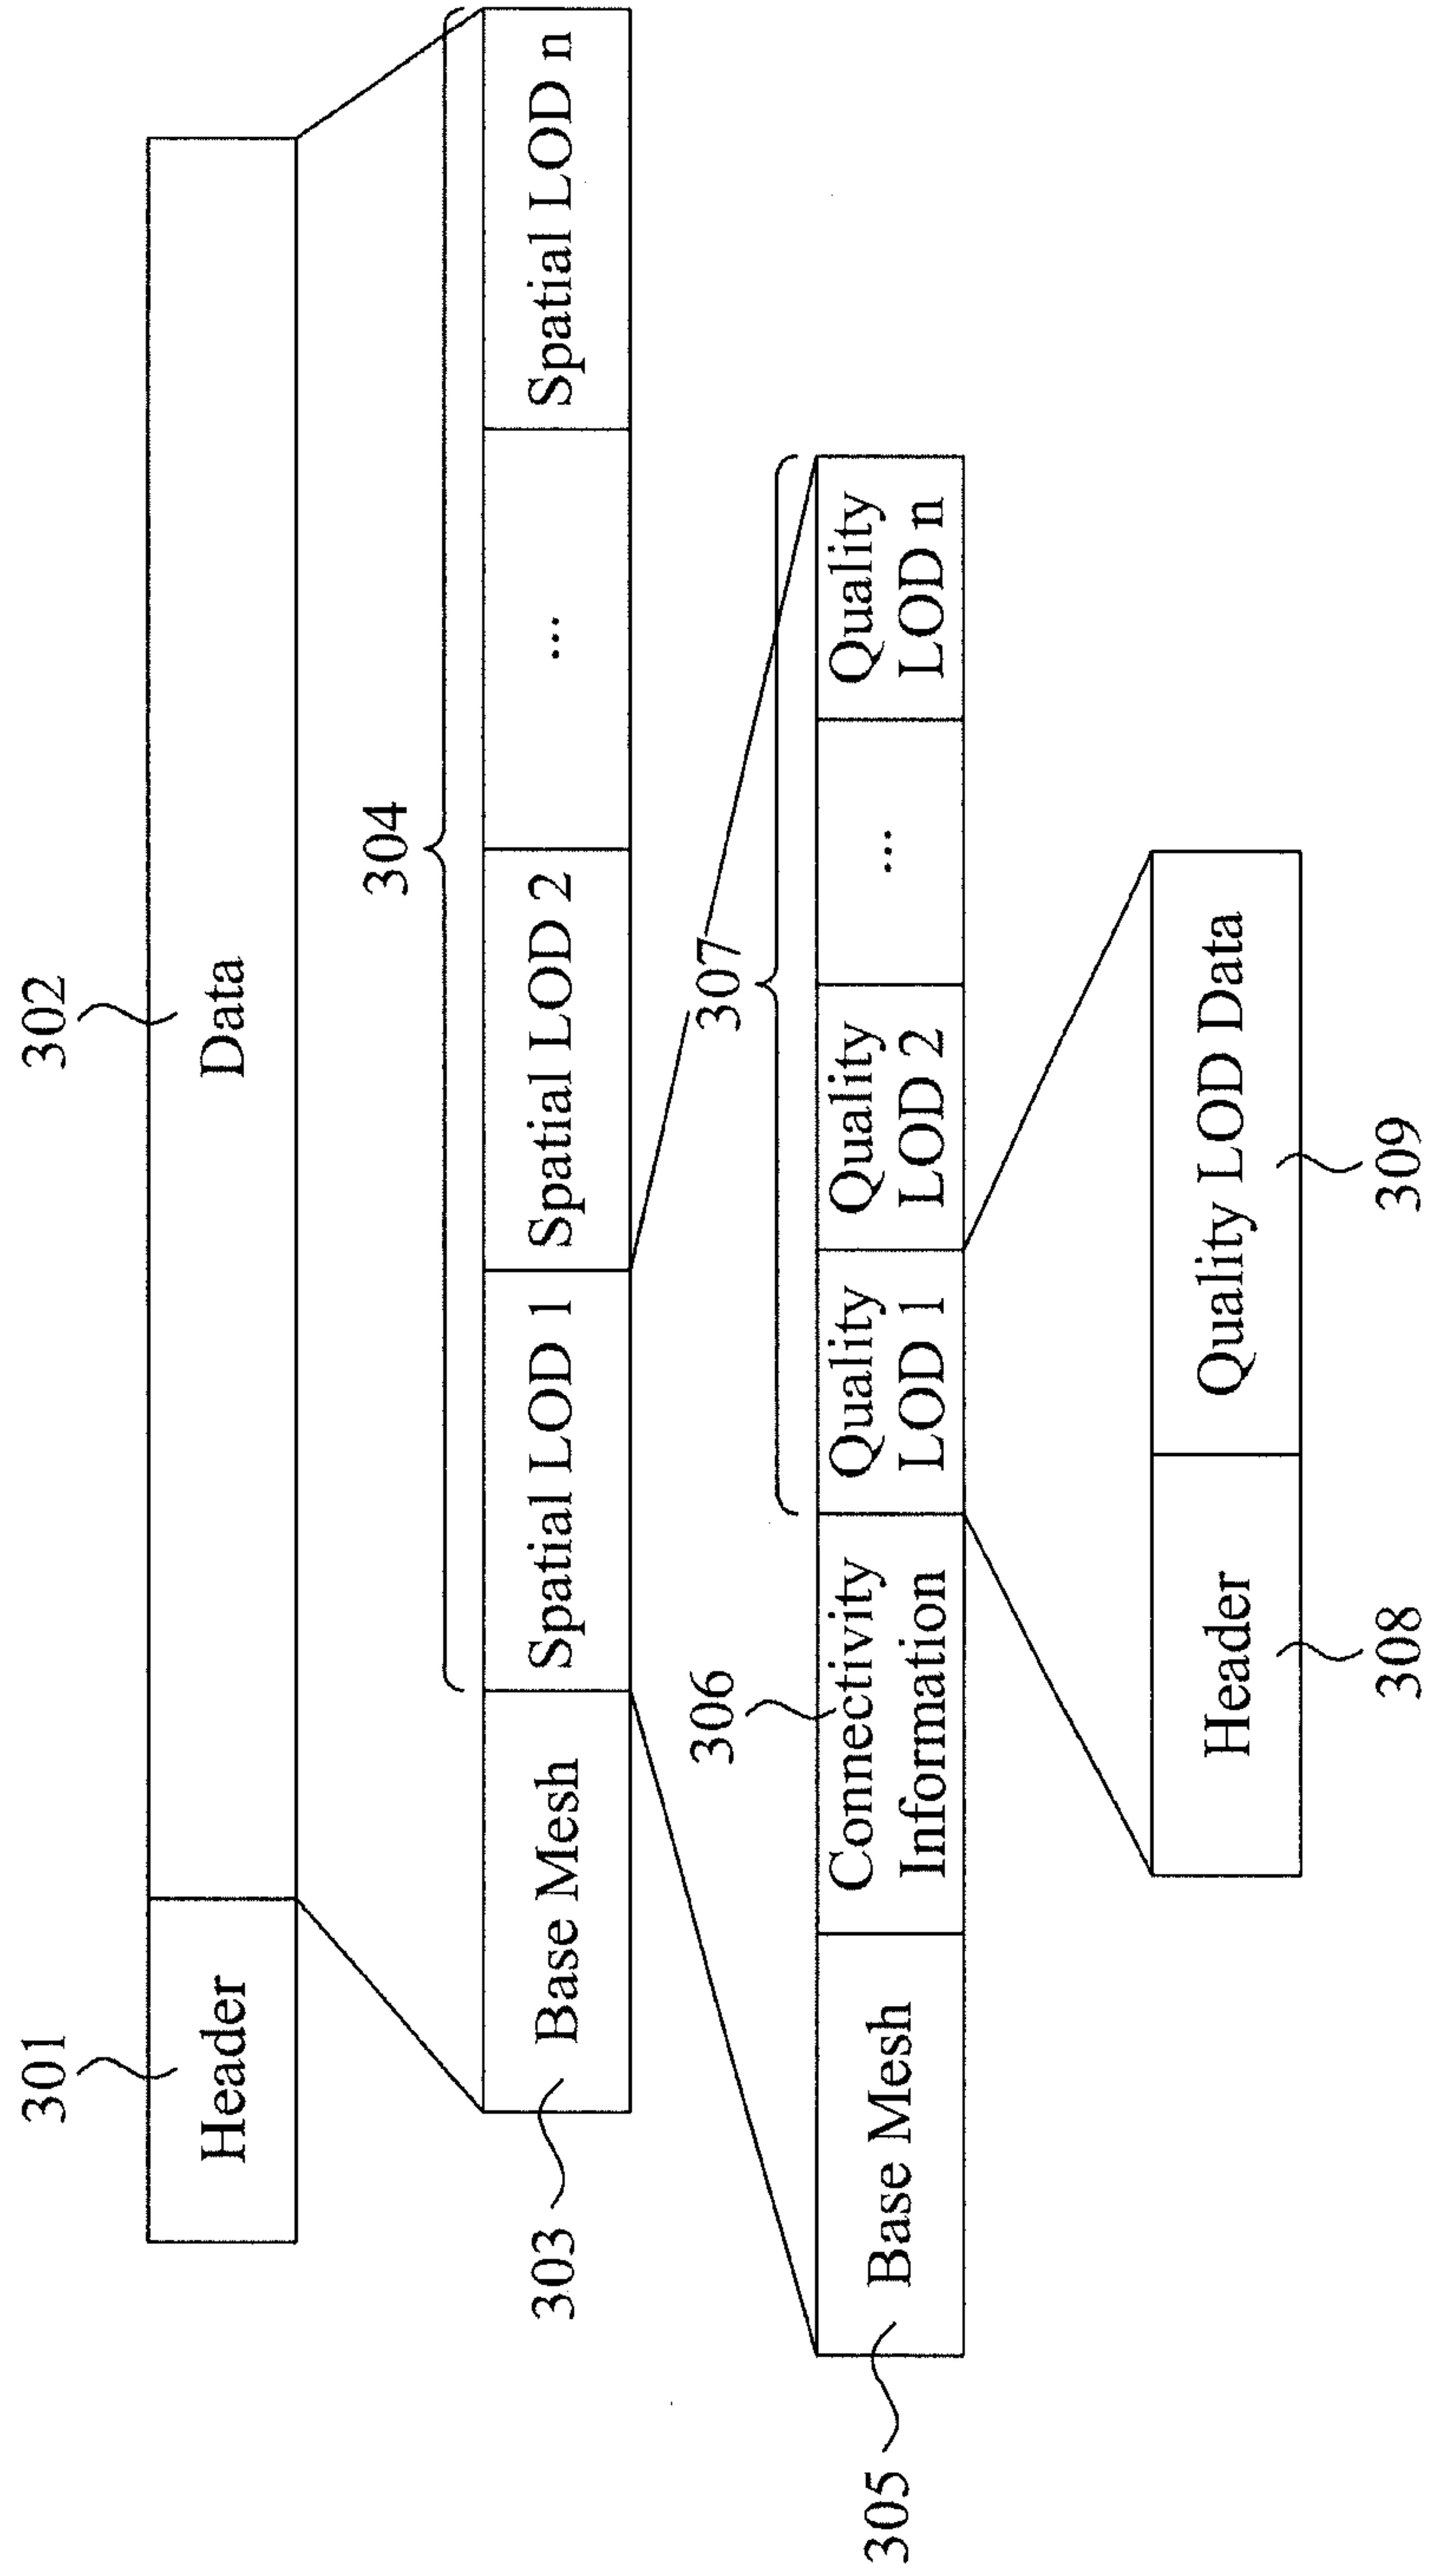 301
302
Header
Data
304
303
Base Mesh
Spatial LOD 1
Spatial LOD 2
...
Spatial LOD n
306
307
305
Base Mesh
Connectivity
Information
Quality
LOD 1
Quality
LOD 2
...
Quality
LOD n
Header
Quality LOD Data
308
309